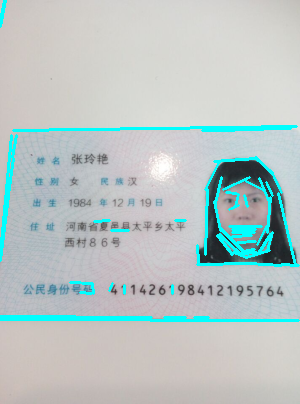 姓名 张玲艳
性别 女 民族 汉
出生 1984 年 12 月 19 日
住址 河南省夏邑县太平乡太平
西村86号
公民身份号码 411426198412195764